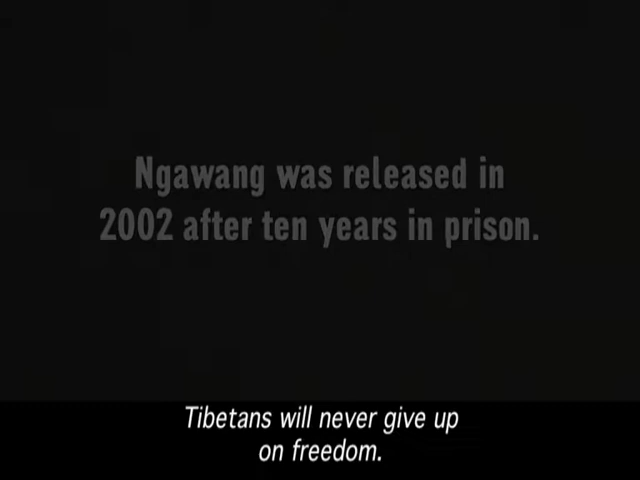 Ngawang was released in
2002 after ten years in prison.
Tibetans will never give up
on freedom.